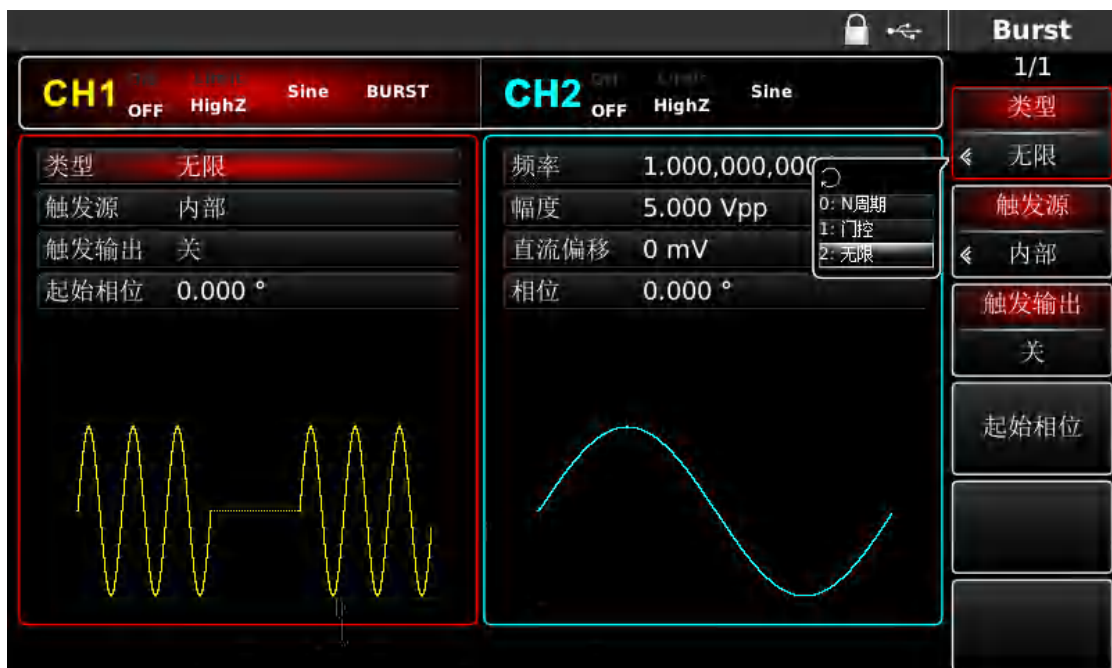 Burst
1/1
CH1 OFF HighZ Sine BURST
CH2 OFF HighZ Sine
类型 无限
触发源 内部
触发输出 关
起始相位 0.000 °
频率 1.000,000,000
幅度 5.000 Vpp
直流偏移 0 mV
相位 0.000 °
0: N周期
1: 门控
2: 无限
类型
无限
触发源
内部
触发输出
关
起始相位